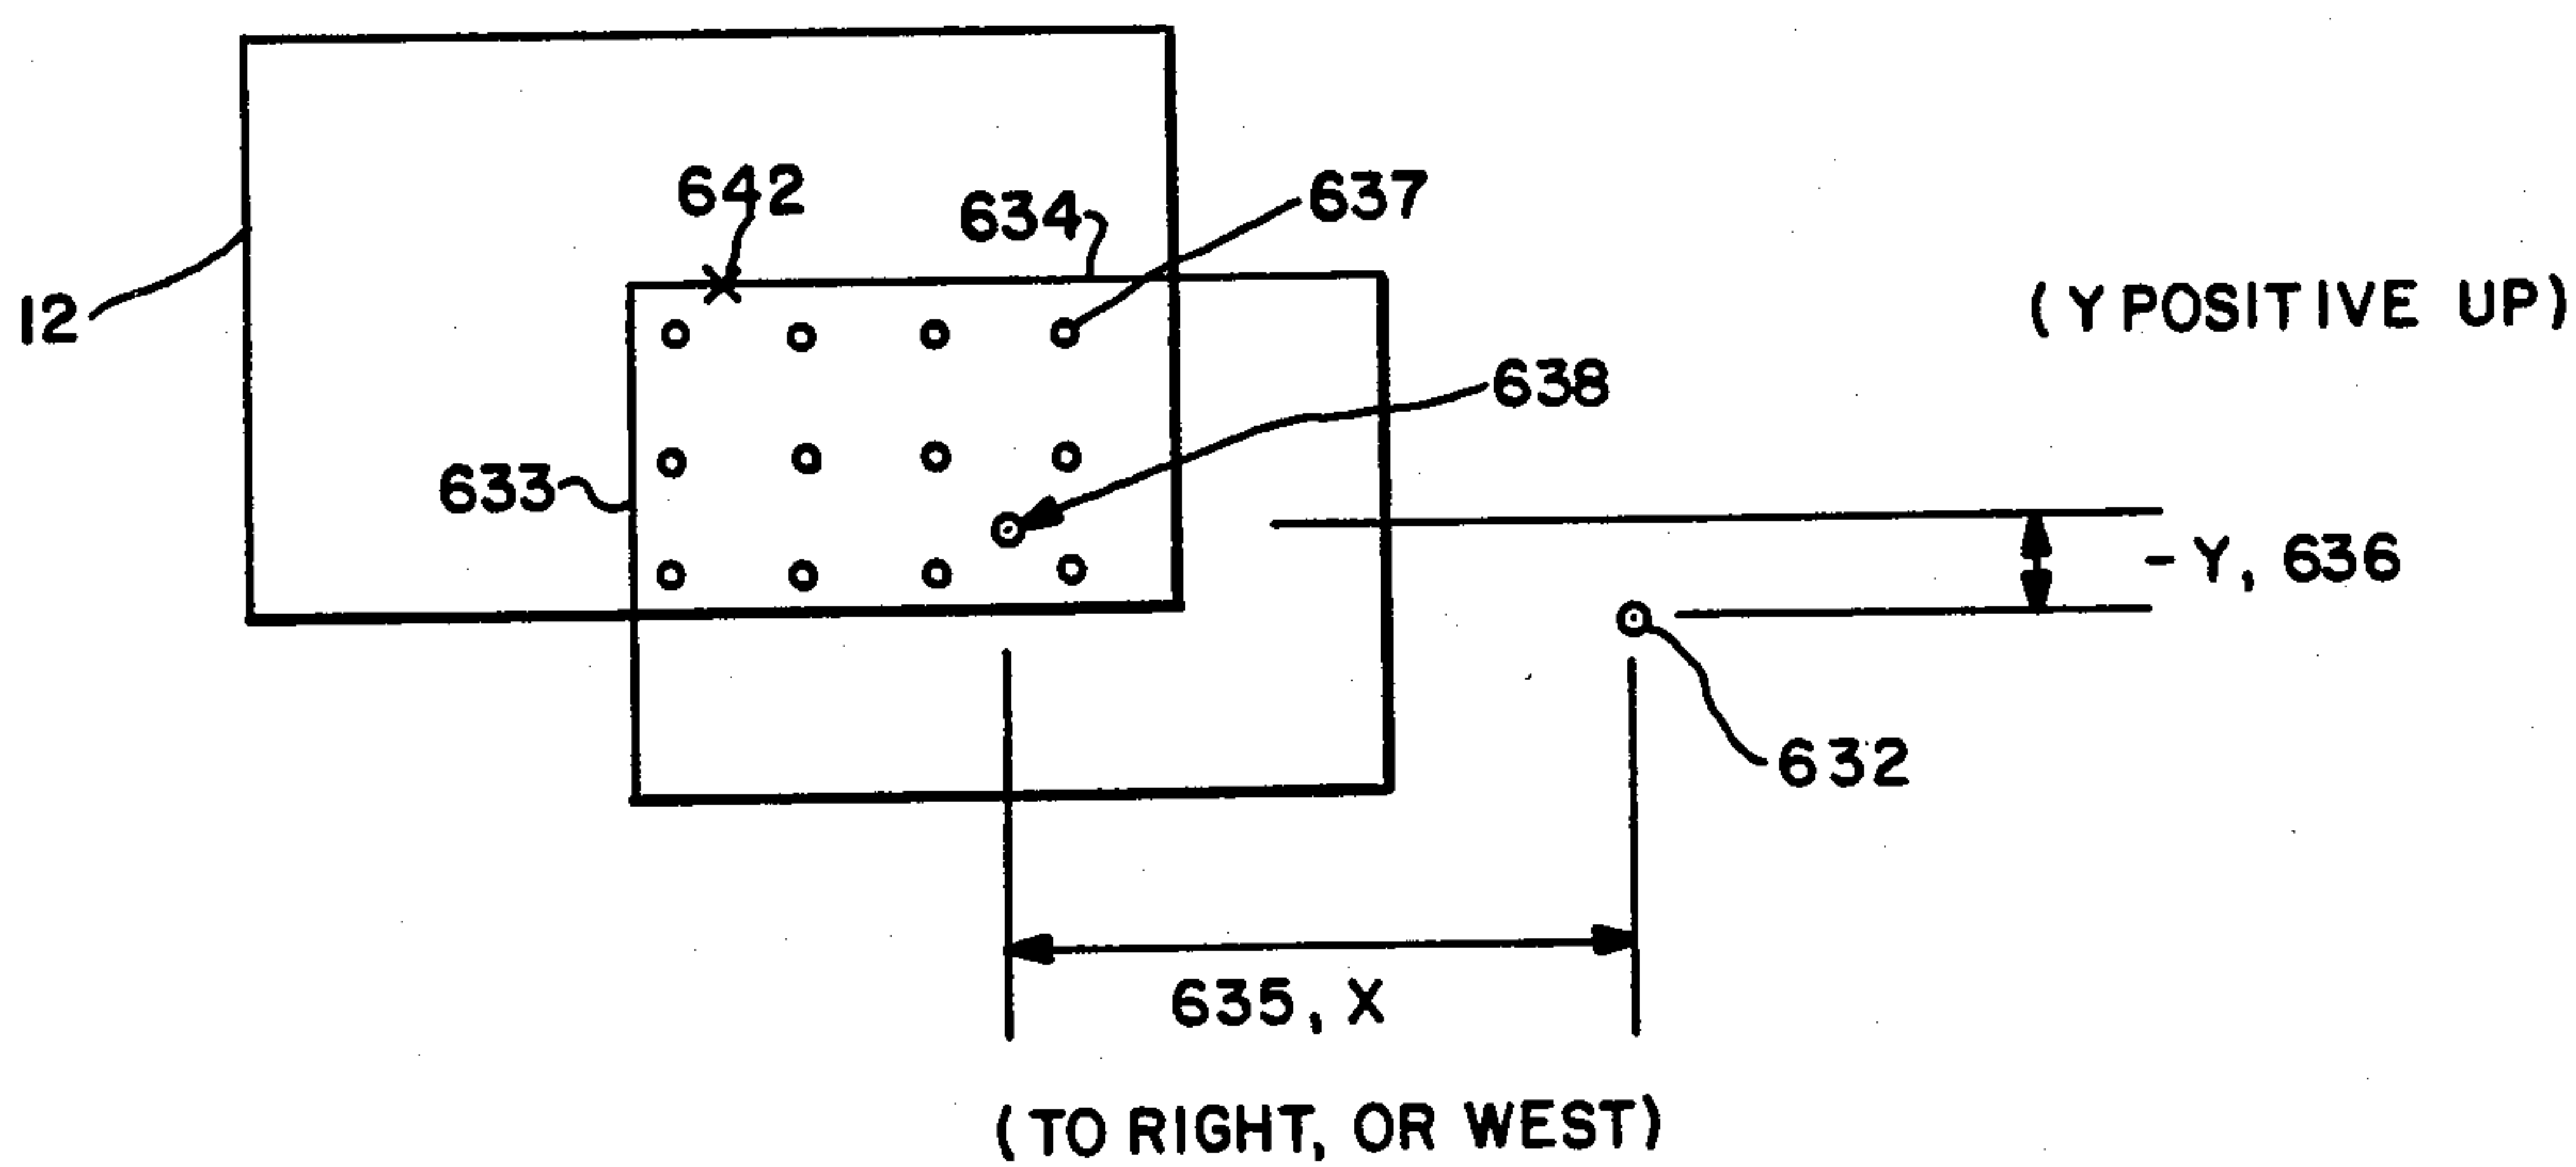 642
634
637
12
(Y POSITIVE UP)
638
633
-Y, 636
632
635, X
(TO RIGHT, OR WEST)